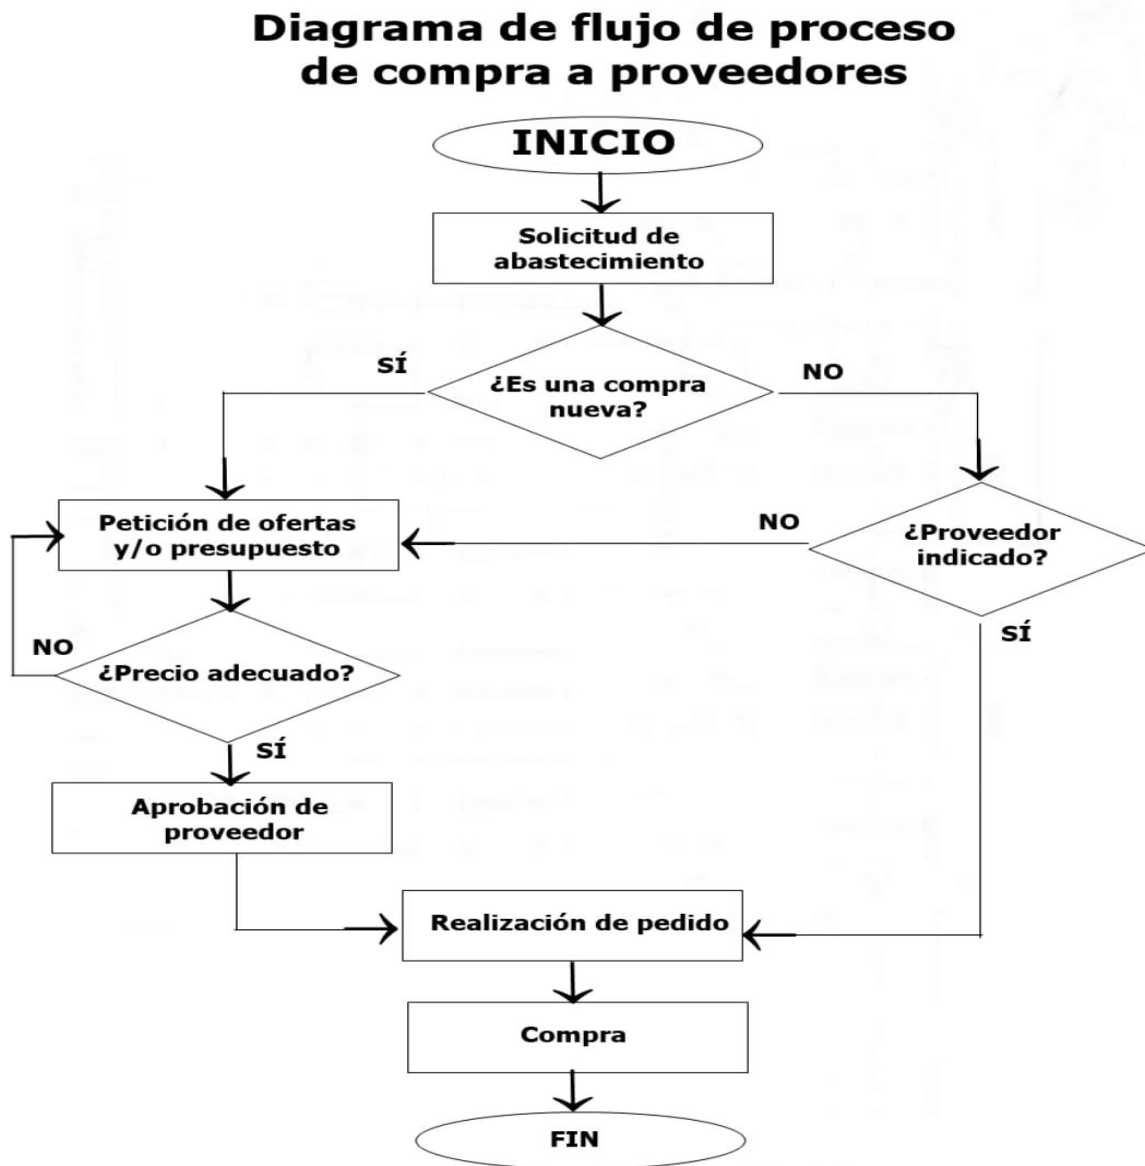 Diagrama de flujo de proceso
de compra a proveedores
INICIO
Solicitud de
abastecimiento
SÍ
¿Es una compra
nueva?
NO
Petición de ofertas
y/o presupuesto
NO
¿Proveedor
indicado?
SÍ
NO
¿Precio adecuado?
SÍ
Aprobación de
proveedor
Realización de pedido
Compra
FIN